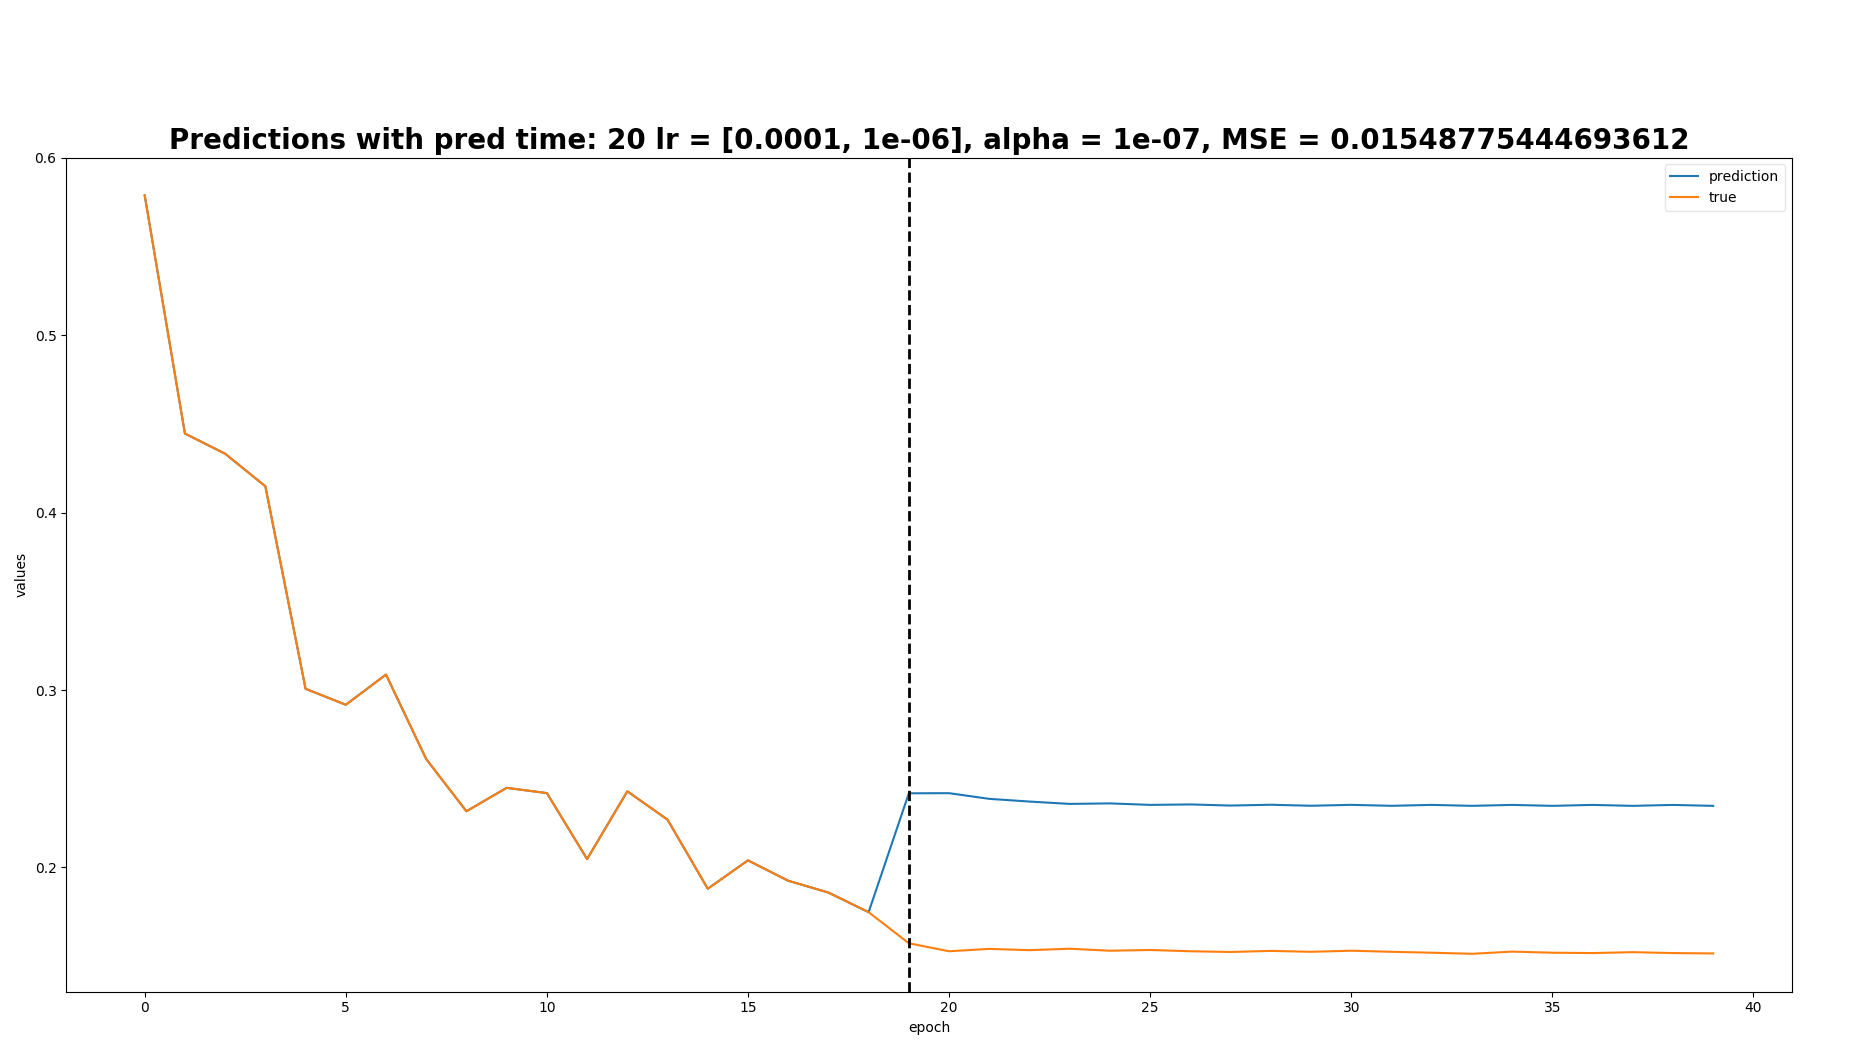 Predictions with pred time: 20 lr = [0.0001, 1e-06], alpha = 1e-07, MSE = 0.01548775444693612
prediction
true
0.6
0.5
0.4
0.3
0.2
values
0 5 10 15 20 25 30 35 40
epoch